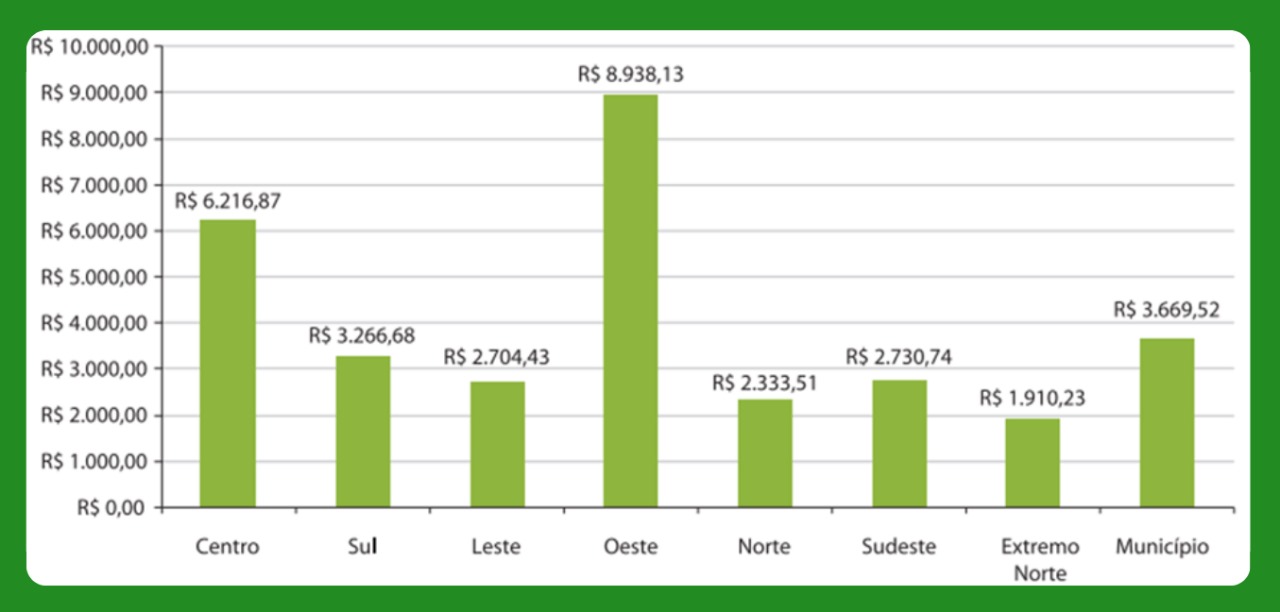 R$ 10.000,00
R$ 9.000,00
R$ 8.000,00
R$ 7.000,00
R$ 6.000,00
R$ 5.000,00
R$ 4.000,00
R$ 3.000,00
R$ 2.000,00
R$ 1.000,00
R$ 0,00
R$ 6.216,87
R$ 3.266,68
R$ 2.704,43
R$ 8.938,13
R$ 2.333,51
R$ 2.730,74
R$ 1.910,23
R$ 3.669,52
Centro
Sul
Leste
Oeste
Norte
Sudeste
Extremo
Norte
Município